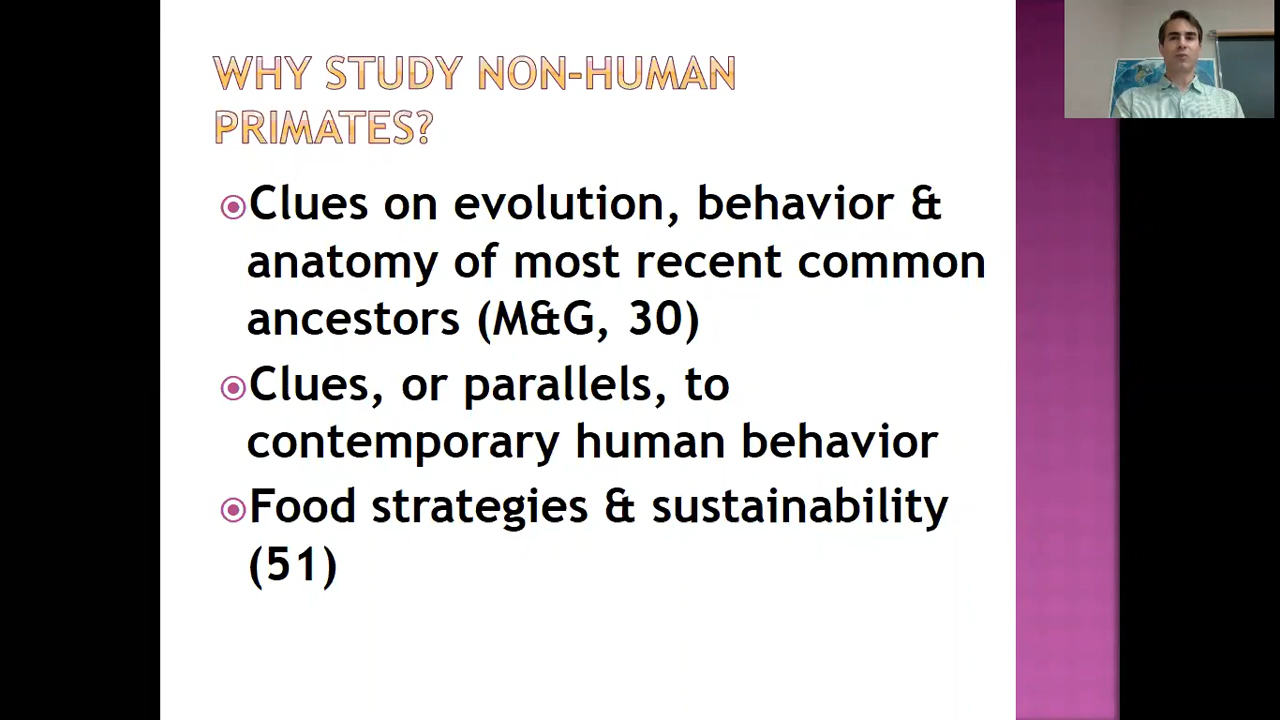 WHY STUDY NON-HUMAN
PRIMATES?
Clues on evolution, behavior &
anatomy of most recent common
ancestors (M&G, 30)
Clues, or parallels, to
contemporary human behavior
Food strategies & sustainability
(51)